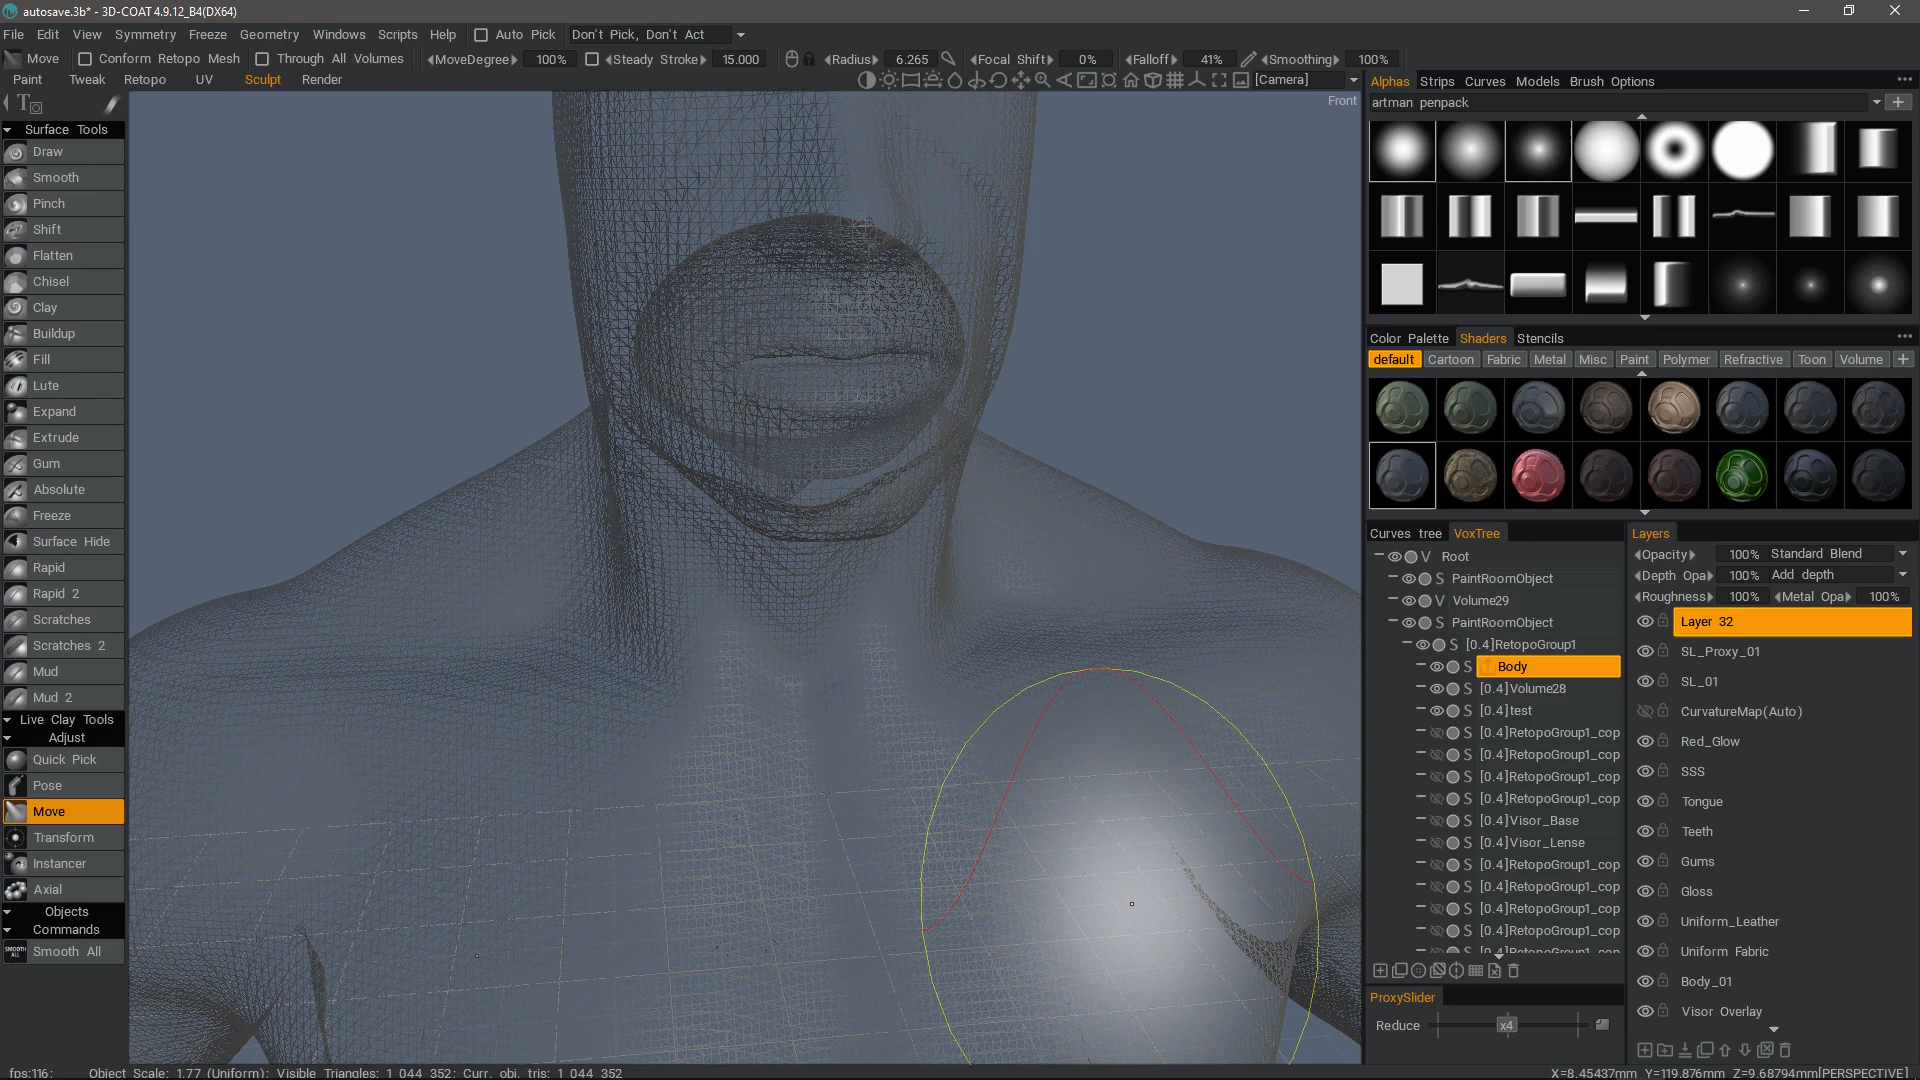 autosave.3b* - 3D-COAT 4.9.12_B4(DX64)
File Edit View Symmetry Freeze Geometry Windows Scripts Help Auto Pick Don't Pick, Don't Act
Move Conform Retopo Mesh Through All Volumes MoveDegree 100% Steady Stroke 15.000 Radius 6.265 Focal Shift 0% Falloff 41% Smoothing 100%
Paint Tweak Retopo UV Sculpt Render [Camera]
Front
Surface Tools
Draw
Smooth
Pinch
Shift
Flatten
Chisel
Clay
Buildup
Fill
Lute
Expand
Extrude
Gum
Absolute
Freeze
Surface Hide
Rapid
Rapid 2
Scratches
Scratches 2
Mud
Mud 2
Live Clay Tools
Adjust
Quick Pick
Pose
Move
Transform
Instancer
Axial
Objects
Commands
SMOOTH ALL Smooth All
Alphas Strips Curves Models Brush Options
artman penpack
Color Palette Shaders Stencils
default Cartoon Fabric Metal Misc Paint Polymer Refractive Toon Volume
Curves tree VoxTree
V Root
S PaintRoomObject
V Volume29
S PaintRoomObject
S [0.4]RetopoGroup1
S Body
S [0.4]Volume28
S [0.4]test
S [0.4]RetopoGroup1_cop
S [0.4]RetopoGroup1_cop
S [0.4]RetopoGroup1_cop
S [0.4]RetopoGroup1_cop
S [0.4]Visor_Base
S [0.4]Visor_Lense
S [0.4]RetopoGroup1_cop
S [0.4]RetopoGroup1_cop
S [0.4]RetopoGroup1_cop
S [0.4]RetopoGroup1_cop
S [0.4]RetopoGroup1_cop
ProxySlider
Reduce x4
Layers
Opacity 100% Standard Blend
Depth Opa 100% Add depth
Roughness 100% Metal Opa 100%
Layer 32
SL_Proxy_01
SL_01
CurvatureMap(Auto)
Red_Glow
SSS
Tongue
Teeth
Gums
Gloss
Uniform_Leather
Uniform Fabric
Body_01
Visor Overlay
fps:116; Object Scale: 1.77 (Uniform); Visible Triangles: 1 044 352; Curr. obj. tris: 1 044 352
X=8.45437mm Y=119.876mm Z=9.68794mm[PERSPECTIVE]